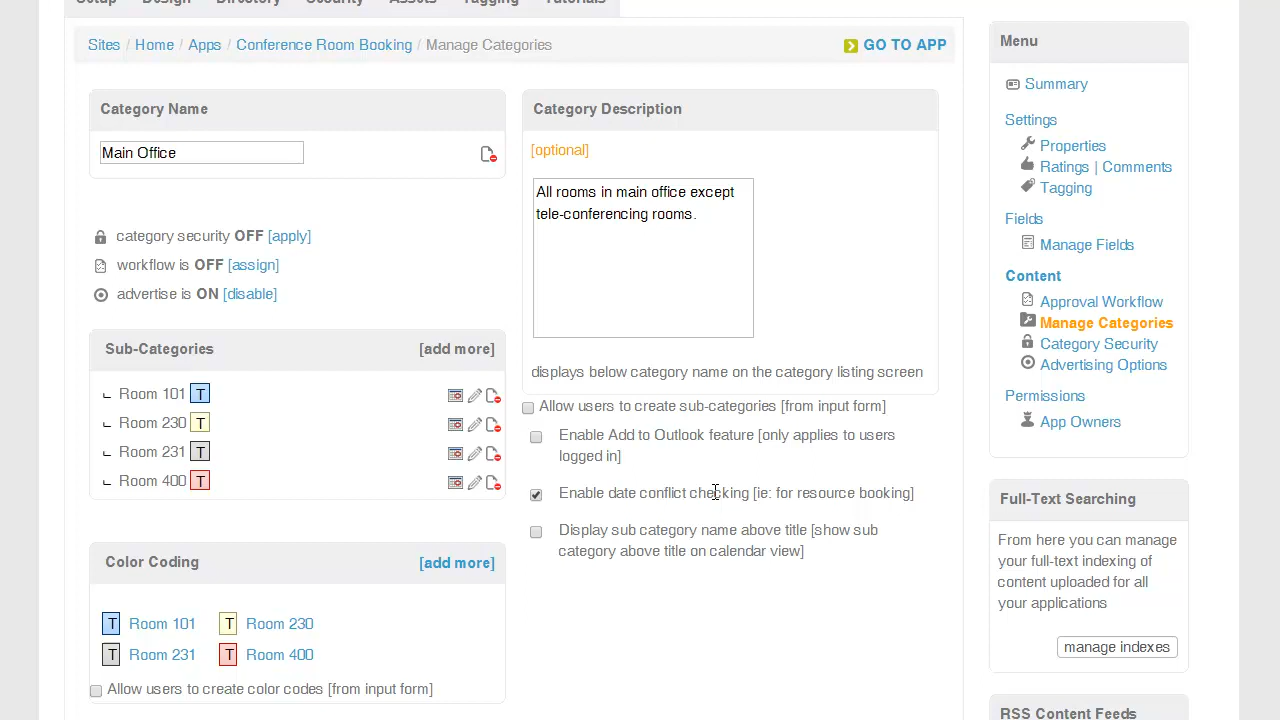 Setup Design Directory Security Assets Tagging Tutorials
Sites / Home / Apps / Conference Room Booking / Manage Categories
GO TO APP
Category Name
Main Office
category security OFF [apply]
workflow is OFF [assign]
advertise is ON [disable]
Sub-Categories [add more]
Room 101 T
Room 230 T
Room 231 T
Room 400 T
Color Coding [add more]
T Room 101 T Room 230
T Room 231 T Room 400
Allow users to create color codes [from input form]
Category Description
[optional]
All rooms in main office except
tele-conferencing rooms.
displays below category name on the category listing screen
Allow users to create sub-categories [from input form]
Enable Add to Outlook feature [only applies to users
logged in]
Enable date conflict checking [ie: for resource booking]
Display sub category name above title [show sub
category above title on calendar view]
Menu
Summary
Settings
Properties
Ratings | Comments
Tagging
Fields
Manage Fields
Content
Approval Workflow
Manage Categories
Category Security
Advertising Options
Permissions
App Owners
Full-Text Searching
From here you can manage
your full-text indexing of
content uploaded for all
your applications
manage indexes
RSS Content Feeds